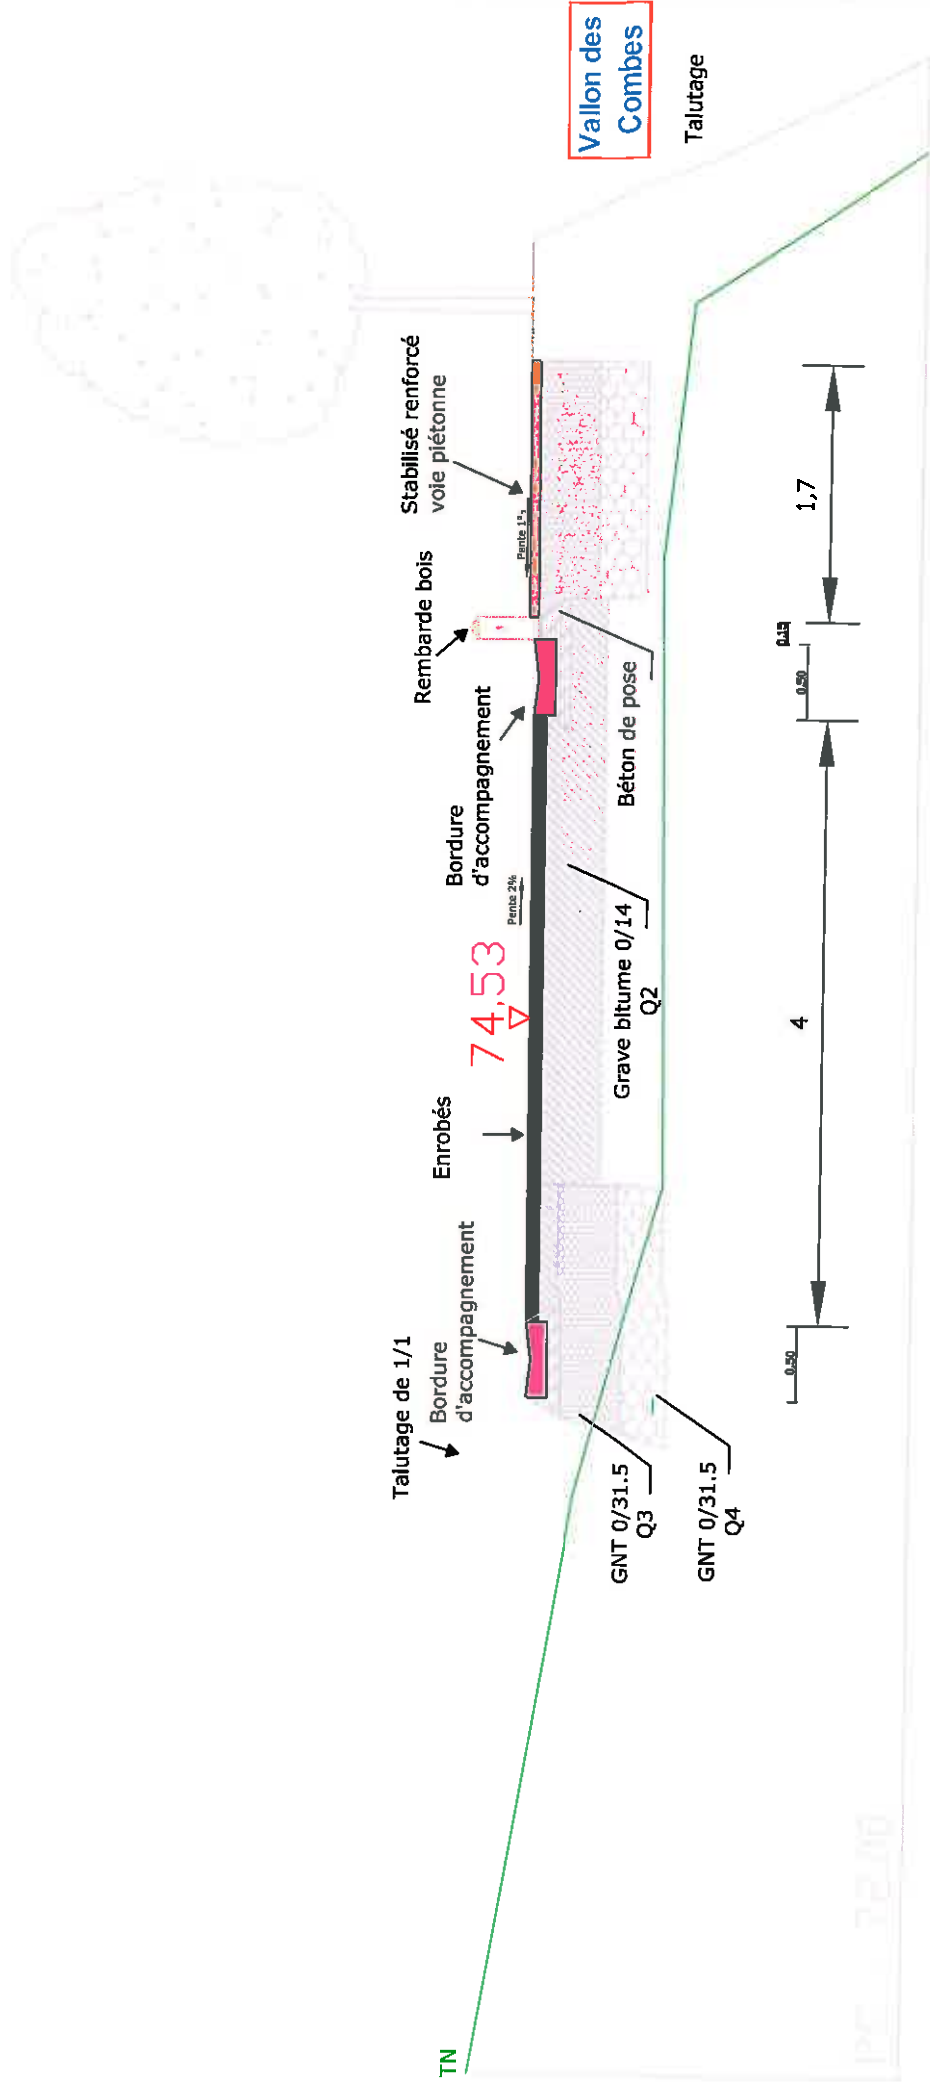 TN
Talutage de 1/1
Bordure
d'accompagnement
Enrobés
74,53
Pente 2%
Bordure
d'accompagnement
Rembarde bois
Stabilisé renforcé
voie piétonne
Pente 1%
Vallon des
Combes
Talutage
GNT 0/31.5
Q3
GNT 0/31.5
Q4
Grave bitume 0/14
Q2
Béton de pose
0.50
4
0.50
0.15
1,7